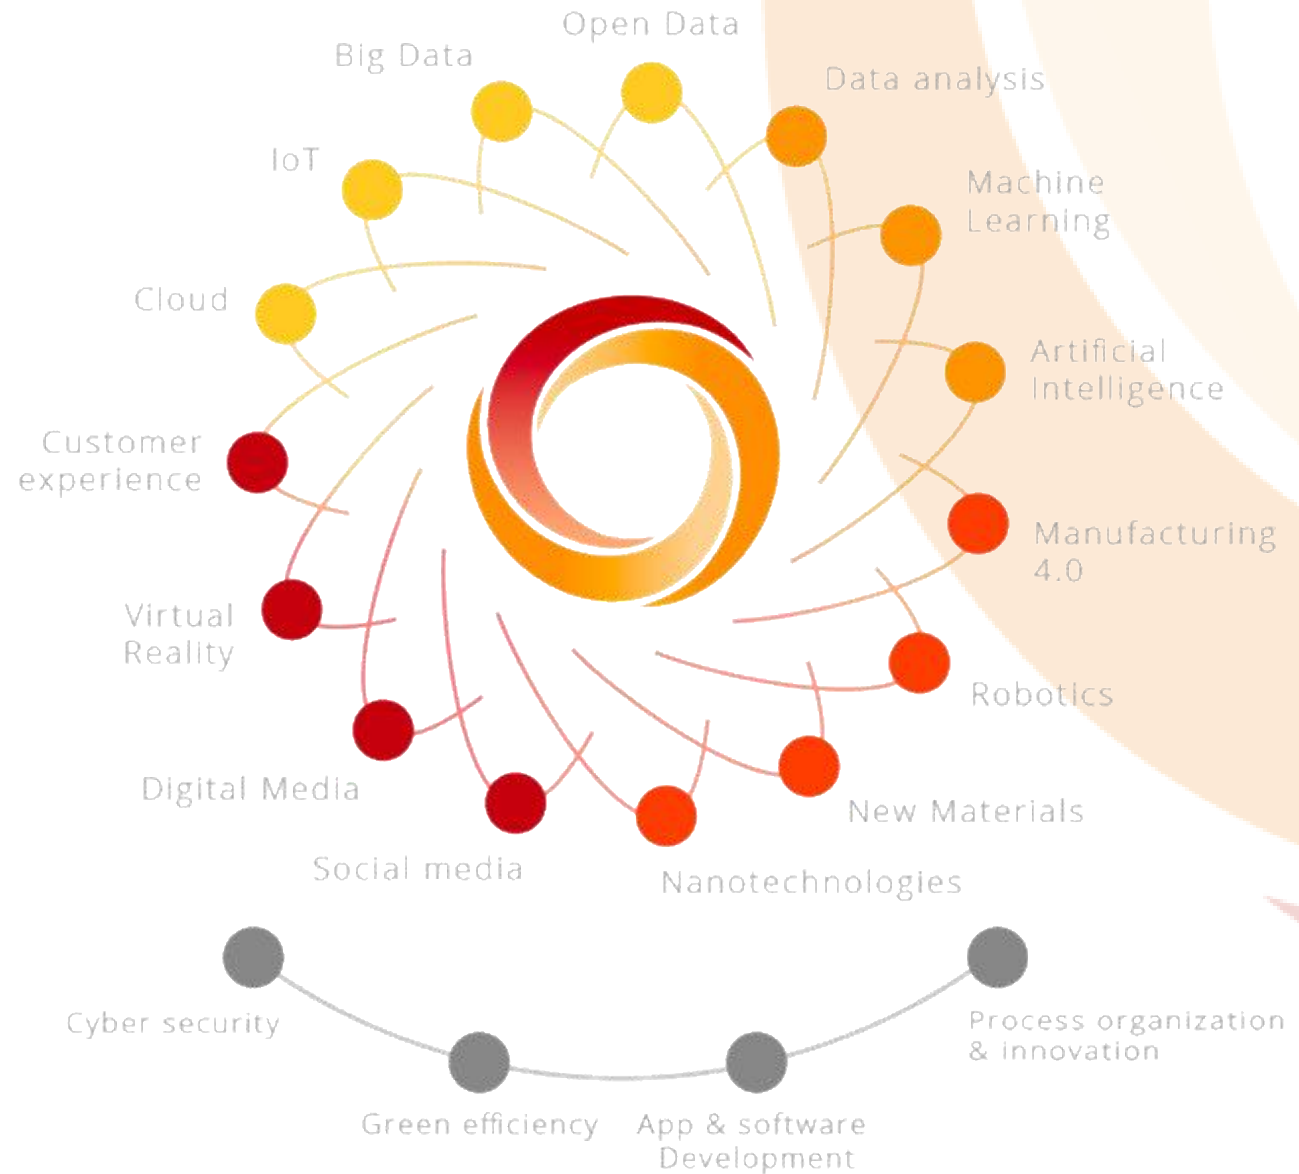 Open Data
Big Data
Data analysis
IoT
Machine
Learning
Cloud
Artificial
Intelligence
Customer
experience
Manufacturing
4.0
Virtual
Reality
Robotics
Digital Media
New Materials
Social media
Nanotechnologies
Cyber security
Process organization
& innovation
Green efficiency
App & software
Development